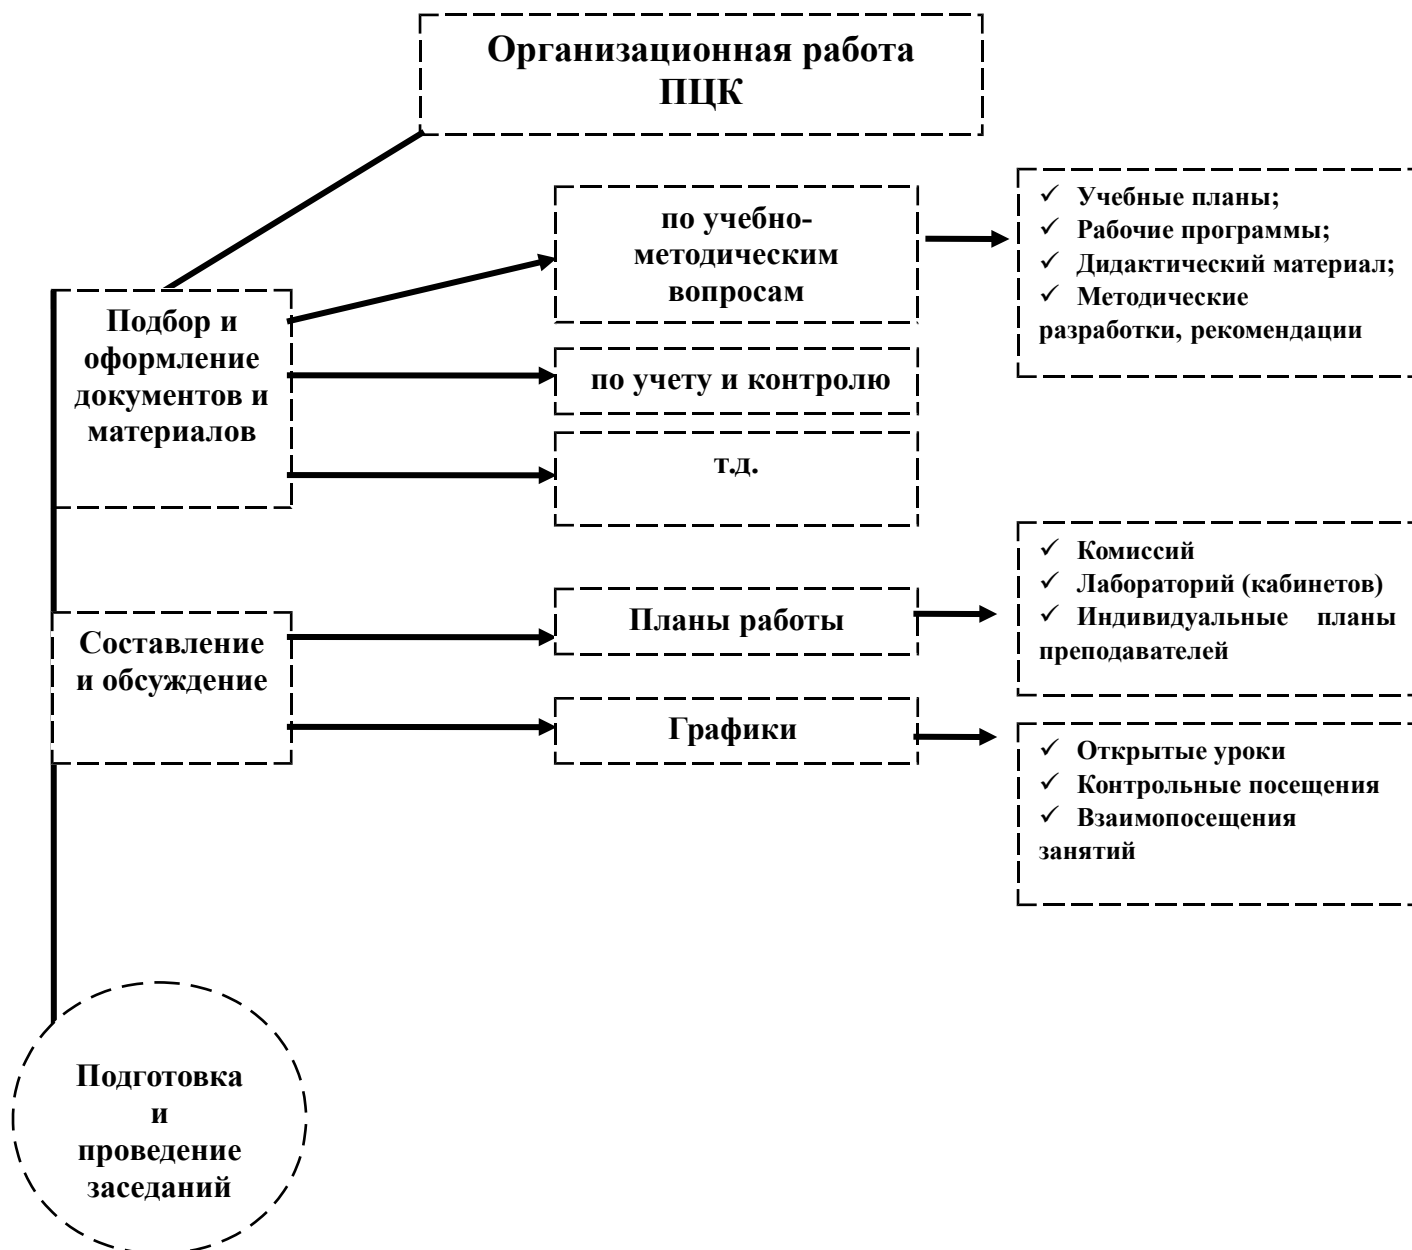 Организационная работа
ПЦК
по учебно-
методическим
вопросам
✓ Учебные планы;
✓ Рабочие программы;
✓ Дидактический материал;
✓ Методические
разработки, рекомендации
Подбор и
оформление
документов и
материалов
по учету и контролю
т.д.
Составление
и обсуждение
Планы работы
✓ Комиссий
✓ Лабораторий (кабинетов)
✓ Индивидуальные планы
преподавателей
Графики
✓ Открытые уроки
✓ Контрольные посещения
✓ Взаимопосещения
занятий
Подготовка
и
проведение
заседаний